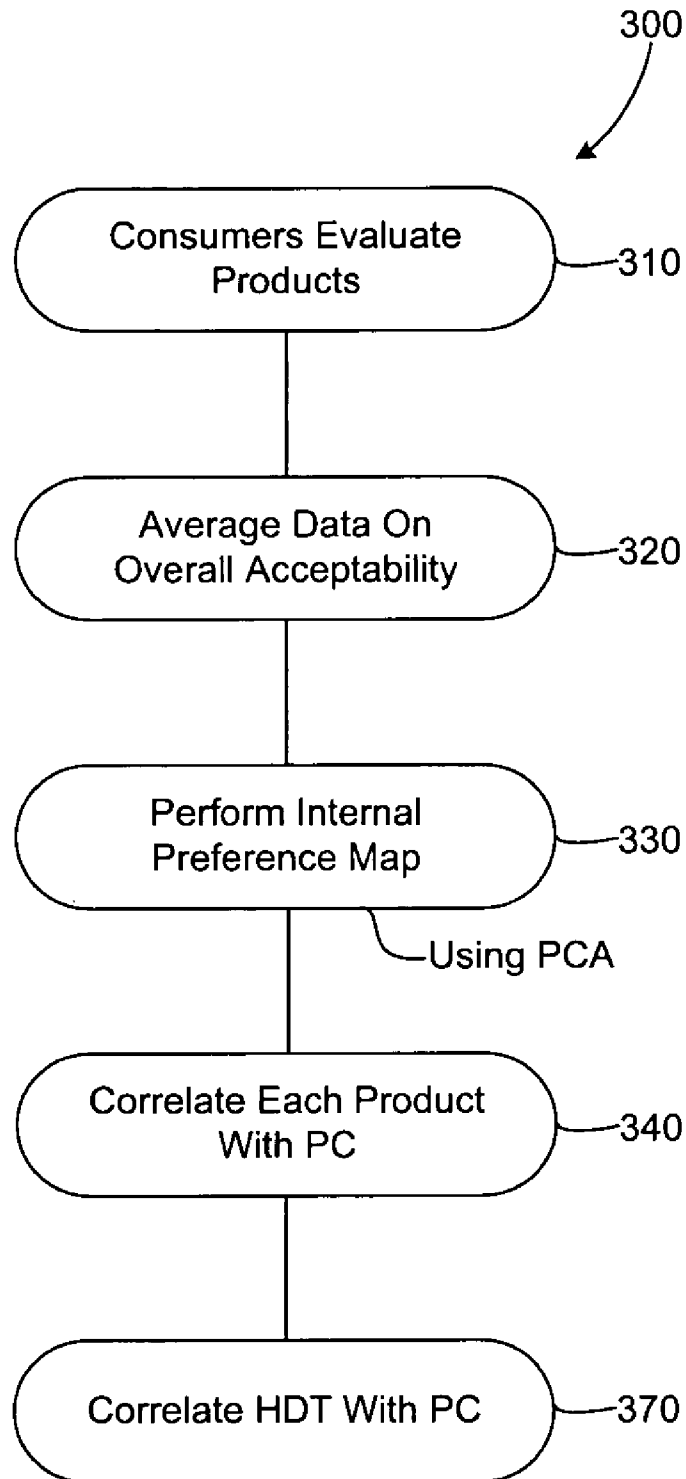 300
Consumers Evaluate
Products
310
Average Data On
Overall Acceptability
320
Perform Internal
Preference Map
330
Using PCA
Correlate Each Product
With PC
340
Correlate HDT With PC
370